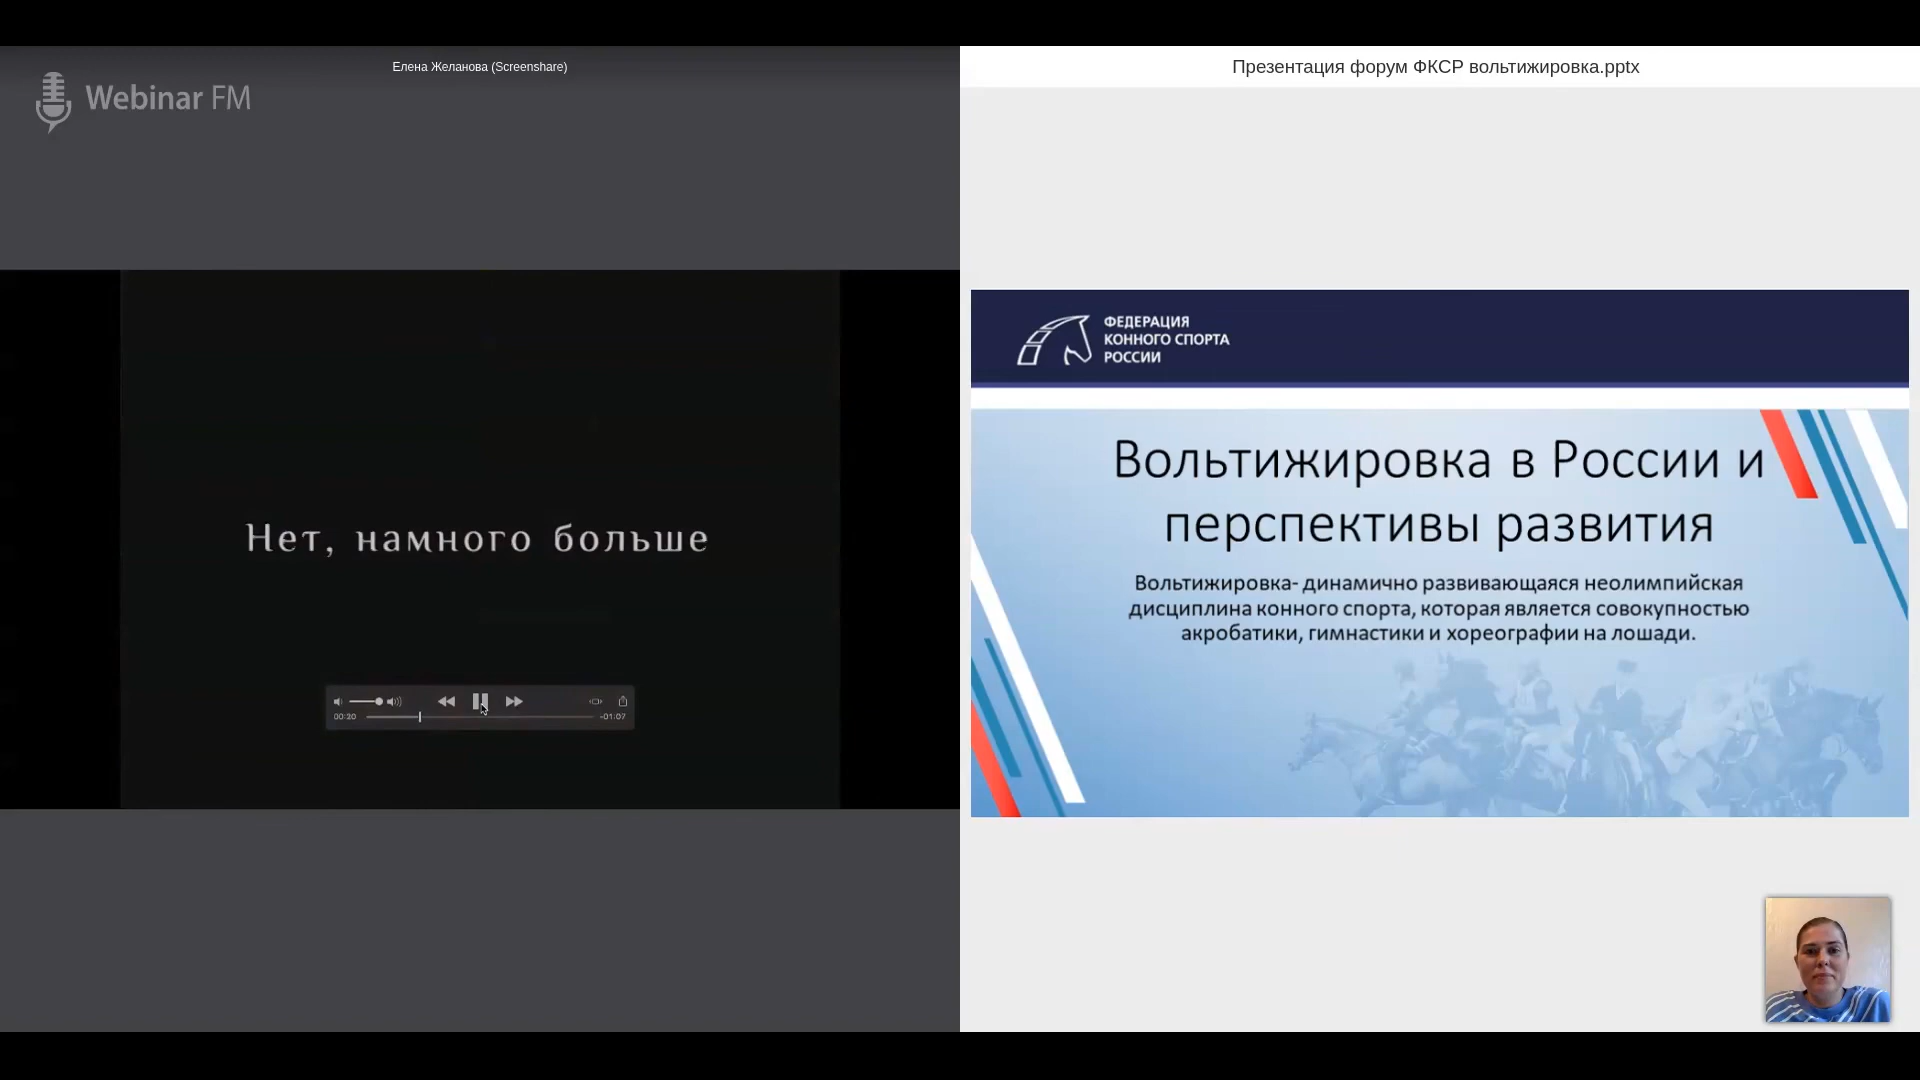 Елена Желанова (Screenshare)
Webinar FM
Нет, намного больше
00:20
-01:07
Презентация форум ФКСР вольтижировка.pptx
ФЕДЕРАЦИЯ
КОННОГО СПОРТА
РОССИИ
Вольтижировка в России и
перспективы развития
Вольтижировка- динамично развивающаяся неолимпийская
дисциплина конного спорта, которая является совокупностью
акробатики, гимнастики и хореографии на лошади.